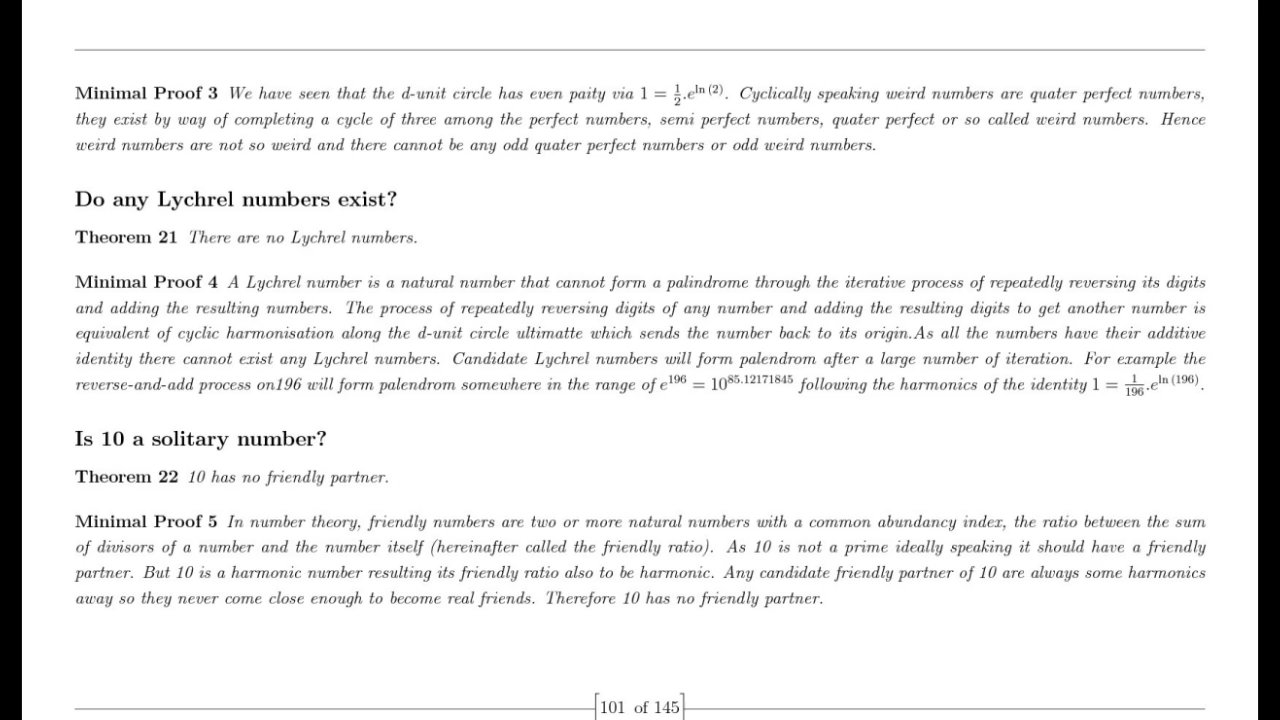 Minimal Proof 3 We have seen that the d-unit circle has even paity via 1 = 1/2.e^ln (2). Cyclically speaking weird numbers are quater perfect numbers,
they exist by way of completing a cycle of three among the perfect numbers, semi perfect numbers, quater perfect or so called weird numbers. Hence
weird numbers are not so weird and there cannot be any odd quater perfect numbers or odd weird numbers.
Do any Lychrel numbers exist?
Theorem 21 There are no Lychrel numbers.
Minimal Proof 4 A Lychrel number is a natural number that cannot form a palindrome through the iterative process of repeatedly reversing its digits
and adding the resulting numbers. The process of repeatedly reversing digits of any number and adding the resulting digits to get another number is
equivalent of cyclic harmonisation along the d-unit circle ultimatte which sends the number back to its origin.As all the numbers have their additive
identity there cannot exist any Lychrel numbers. Candidate Lychrel numbers will form palendrom after a large number of iteration. For example the
reverse-and-add process on196 will form palendrom somewhere in the range of e^196 = 10^85.12171845 following the harmonics of the identity 1 = 1/196.e^ln (196).
Is 10 a solitary number?
Theorem 22 10 has no friendly partner.
Minimal Proof 5 In number theory, friendly numbers are two or more natural numbers with a common abundancy index, the ratio between the sum
of divisors of a number and the number itself (hereinafter called the friendly ratio). As 10 is not a prime ideally speaking it should have a friendly
partner. But 10 is a harmonic number resulting its friendly ratio also to be harmonic. Any candidate friendly partner of 10 are always some harmonics
away so they never come close enough to become real friends. Therefore 10 has no friendly partner.
[101 of 145]